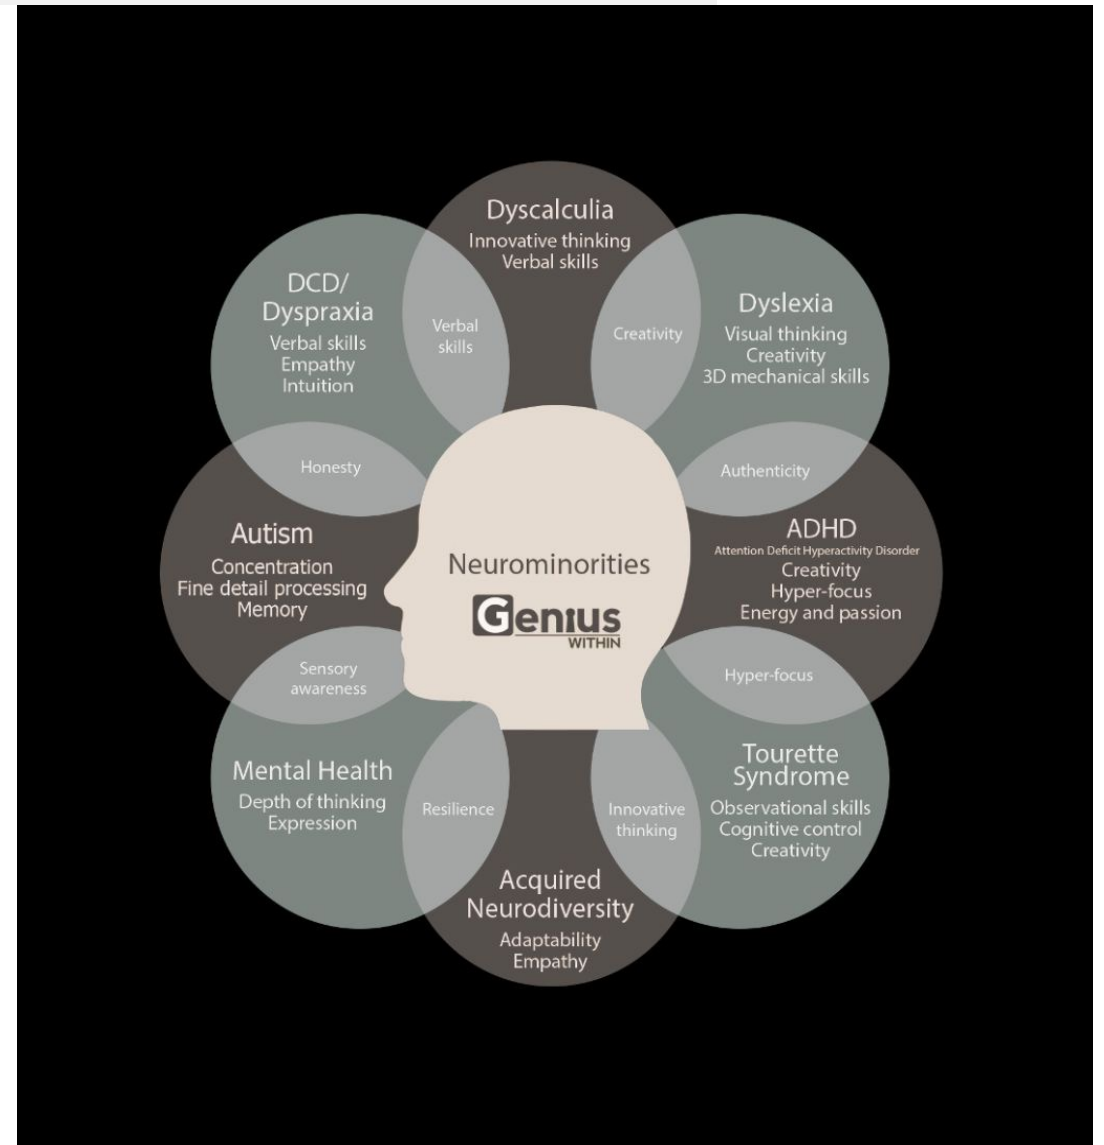 Dyscalculia
Innovative thinking
Verbal skills
Creativity
Dyslexia
Visual thinking
Creativity
3D mechanical skills
Authenticity
ADHD
Attention Deficit Hyperactivity Disorder
Creativity
Hyper-focus
Energy and passion
Hyper-focus
Tourette
Syndrome
Observational skills
Cognitive control
Creativity
Innovative
thinking
Acquired
Neurodiversity
Adaptability
Empathy
Resilience
Mental Health
Depth of thinking
Expression
Sensory
awareness
Autism
Concentration
Fine detail processing
Memory
Honesty
DCD/
Dyspraxia
Verbal skills
Empathy
Intuition
Verbal
skills
Neurominorities
Genius
WITHIN